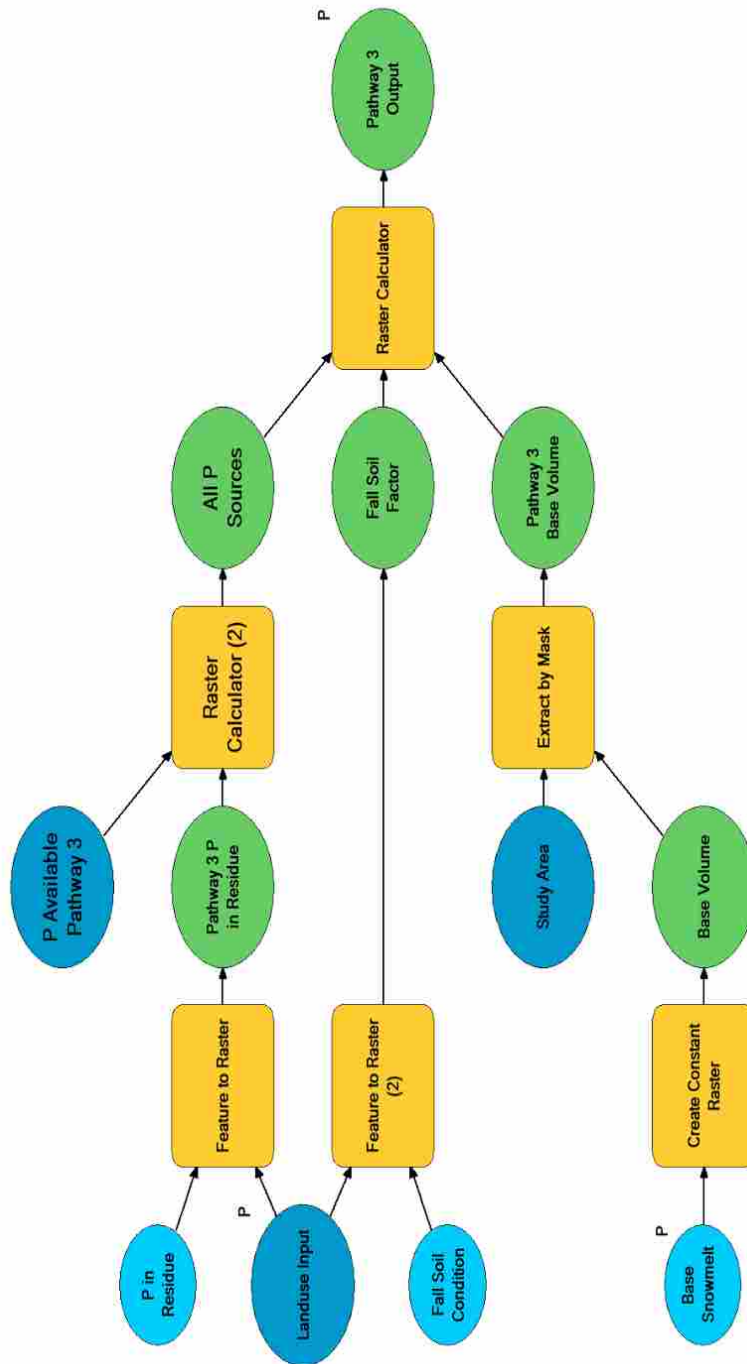 P in
Residue
P
Landuse Input
Fall Soil
Condition
P
Base
Snowmelt
Feature to Raster
Feature to Raster
(2)
Create Constant
Raster
P Available
Pathway 3
Pathway 3 P
in Residue
Study Area
Base Volume
Raster
Calculator (2)
Extract by Mask
All P
Sources
Fall Soil
Factor
Pathway 3
Base Volume
Raster Calculator
P
Pathway 3
Output